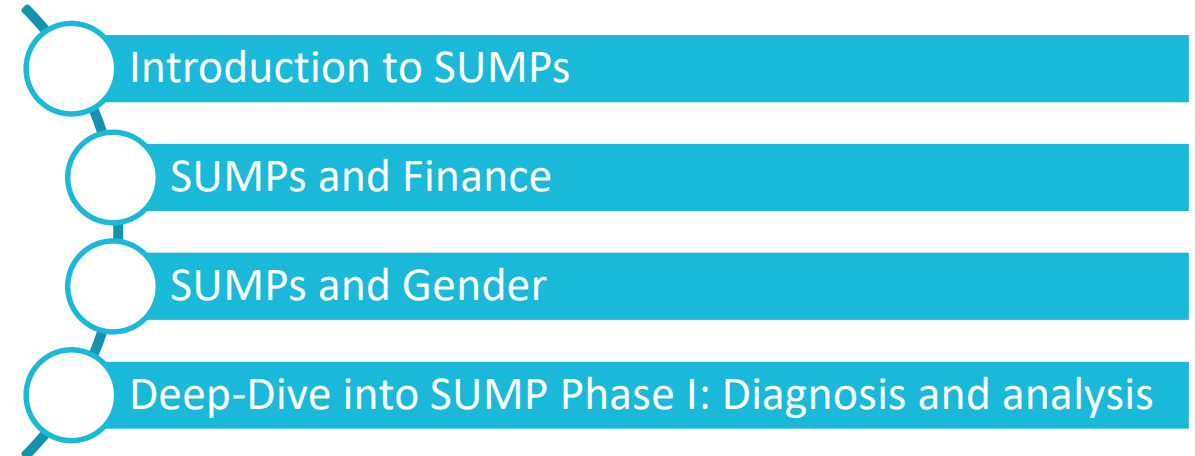 Introduction to SUMPs
SUMPs and Finance
SUMPs and Gender
Deep-Dive into SUMP Phase I: Diagnosis and analysis